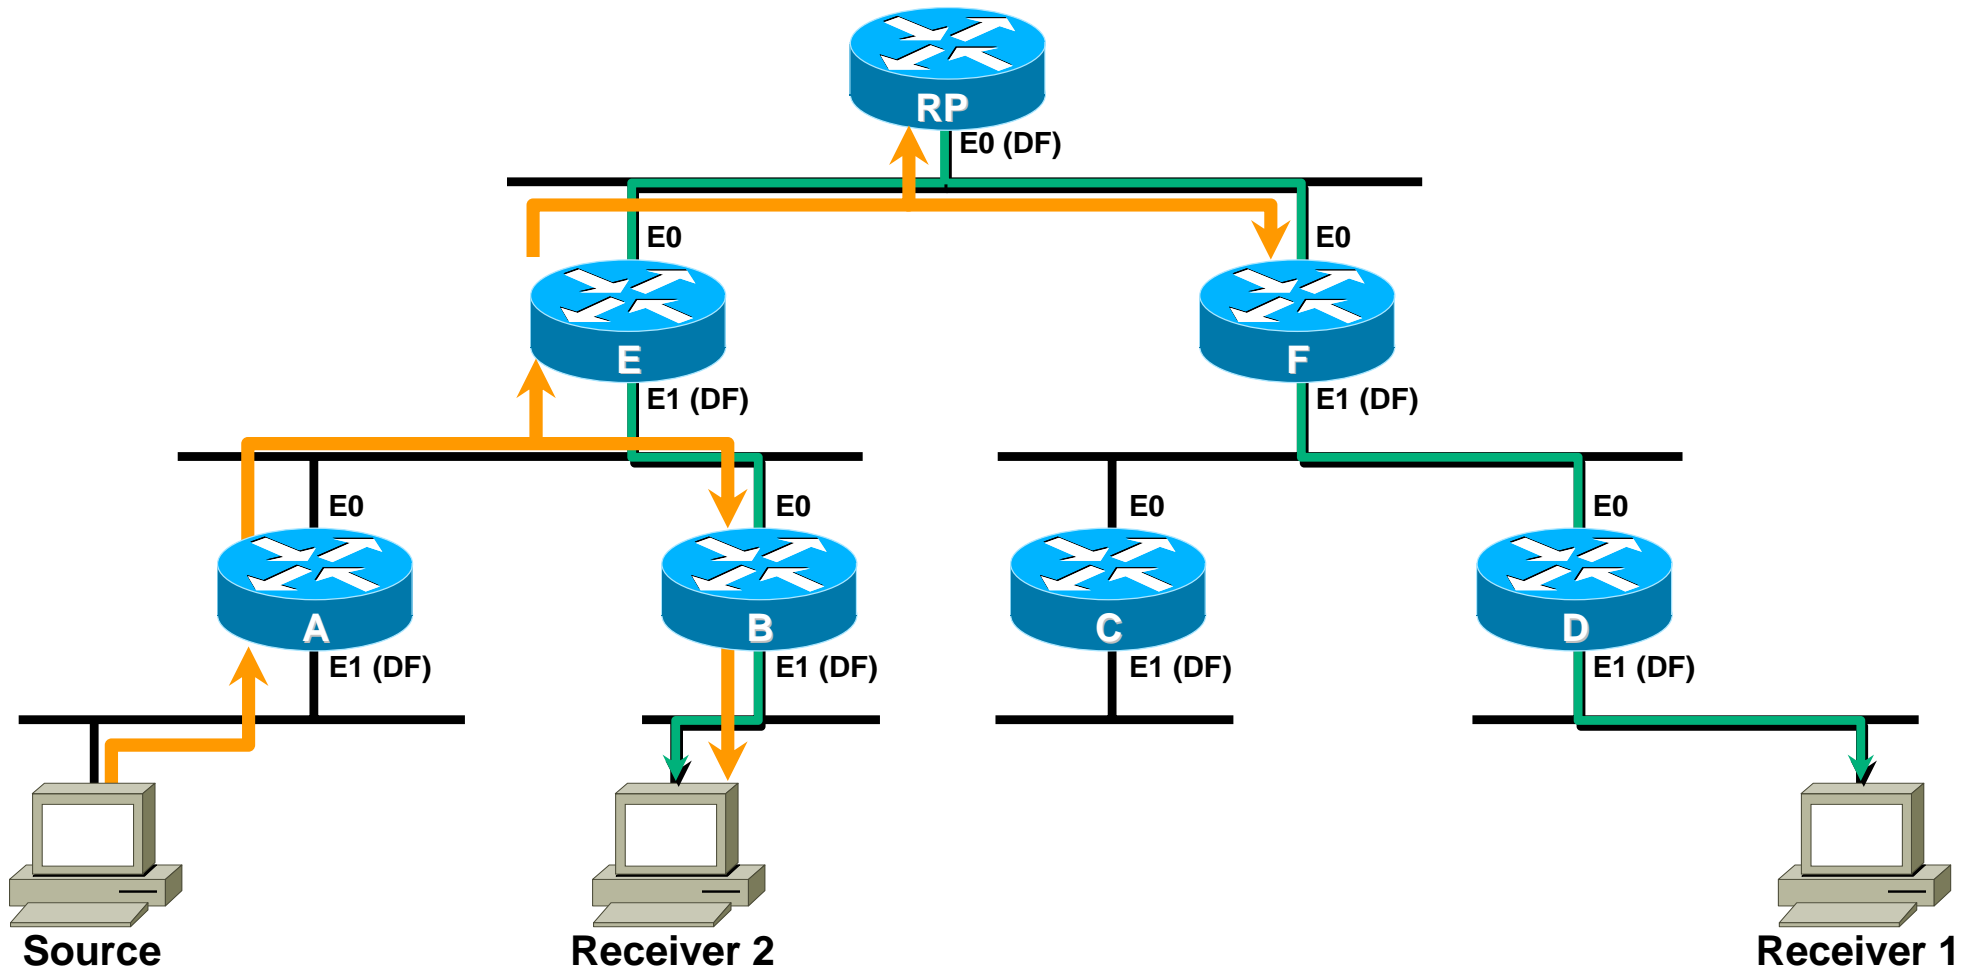 RP
E0 (DF)
E0
E0
E
F
E1 (DF)
E1 (DF)
E0
E0
E0
E0
A
B
C
D
E1 (DF)
E1 (DF)
E1 (DF)
E1 (DF)
Source
Receiver 2
Receiver 1